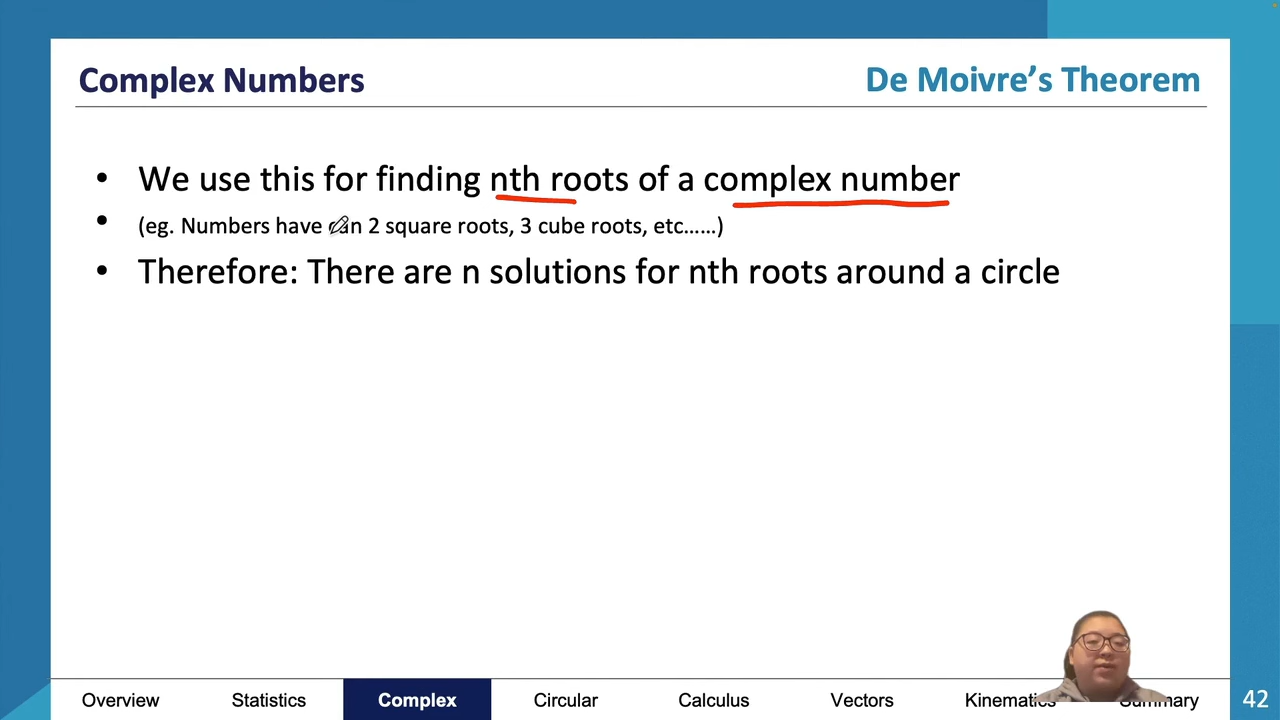 Complex Numbers
De Moivre's Theorem
• We use this for finding nth roots of a complex number
• (eg. Numbers have 2 square roots, 3 cube roots, etc......)
• Therefore: There are n solutions for nth roots around a circle
Overview Statistics Complex Circular Calculus Vectors Kinematics Summary 42